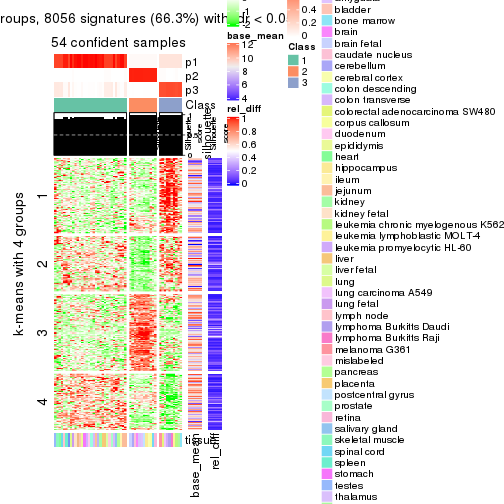 roups, 8056 signatures (66.3%) with fdr < 0.0
54 confident samples
p1
p2
p3
Class
1
0.5
0
Silhouette
score
silhouette
k-means with 4 groups
1
2
3
4
tissue
base_mean
rel_diff
-2
base_mean
12
10
8
6
4
rel_diff
1
0.8
0.6
0.4
0.2
0
0.4
0.2
0
Class
1
2
3
bladder
bone marrow
brain
brain fetal
caudate nucleus
cerebellum
cerebral cortex
colon descending
colon transverse
colorectal adenocarcinoma SW480
corpus callosum
duodenum
epididymis
heart
hippocampus
ileum
jejunum
kidney
kidney fetal
leukemia chronic myelogenous K562
leukemia lymphoblastic MOLT-4
leukemia promyelocytic HL-60
liver
liver fetal
lung
lung carcinoma A549
lung fetal
lymph node
lymphoma Burkitts Daudi
lymphoma Burkitts Raji
melanoma G361
mislabeled
pancreas
placenta
postcentral gyrus
prostate
retina
salivary gland
skeletal muscle
spinal cord
spleen
stomach
testes
thalamus